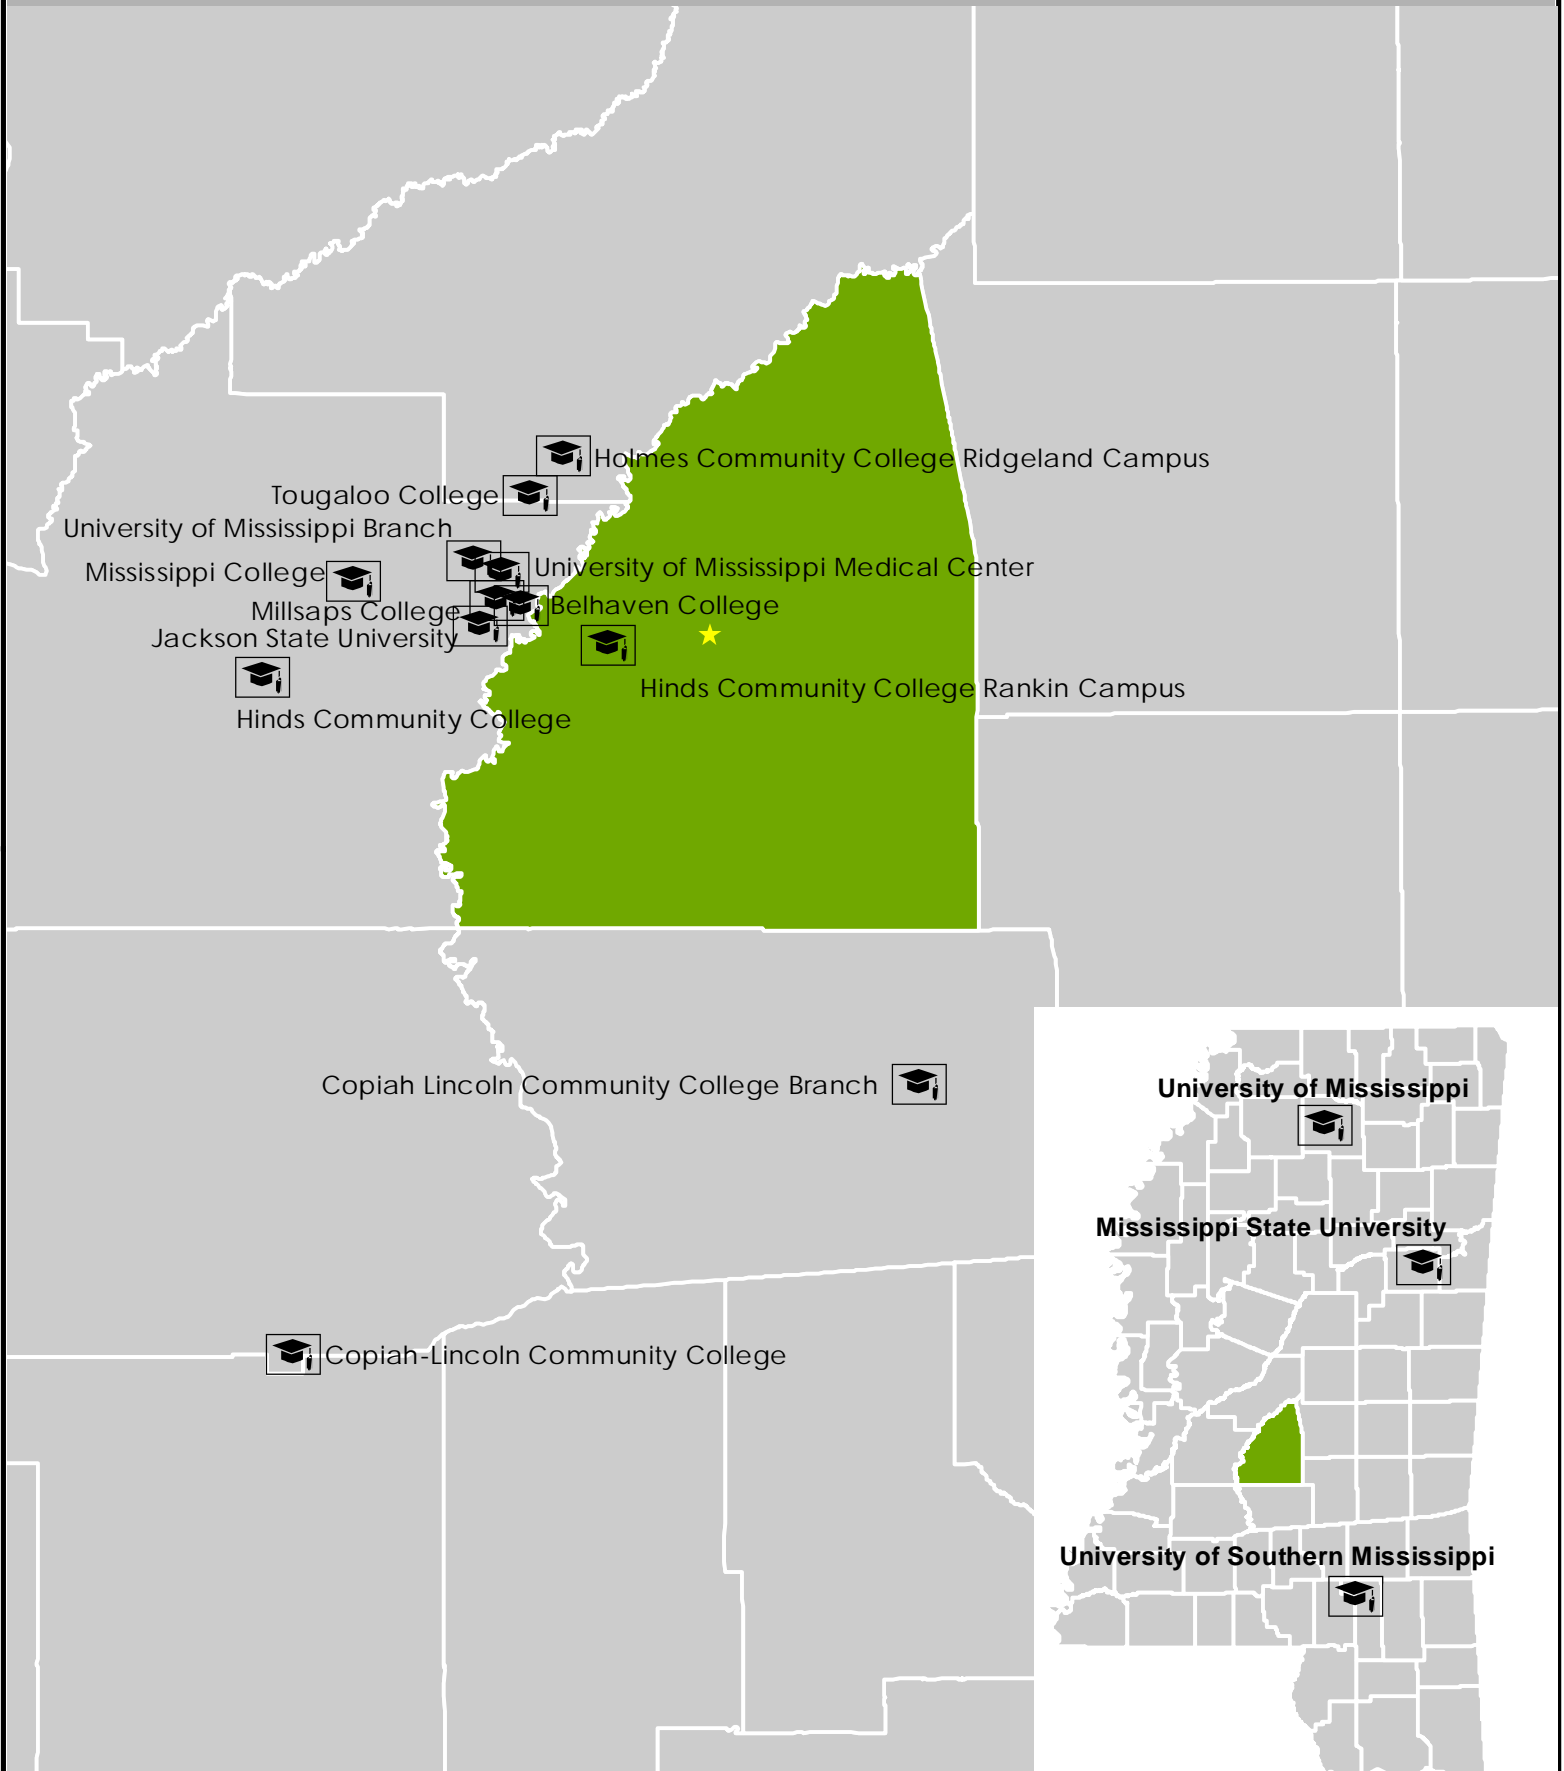 Holmes Community College Ridgeland Campus
Tougaloo College
University of Mississippi Branch
University of Mississippi Medical Center
Mississippi College
Belhaven College
Millsaps College
Jackson State University
Hinds Community College Rankin Campus
Hinds Community College
Copiah Lincoln Community College Branch
University of Mississippi
Mississippi State University
Copiah-Lincoln Community College
University of Southern Mississippi